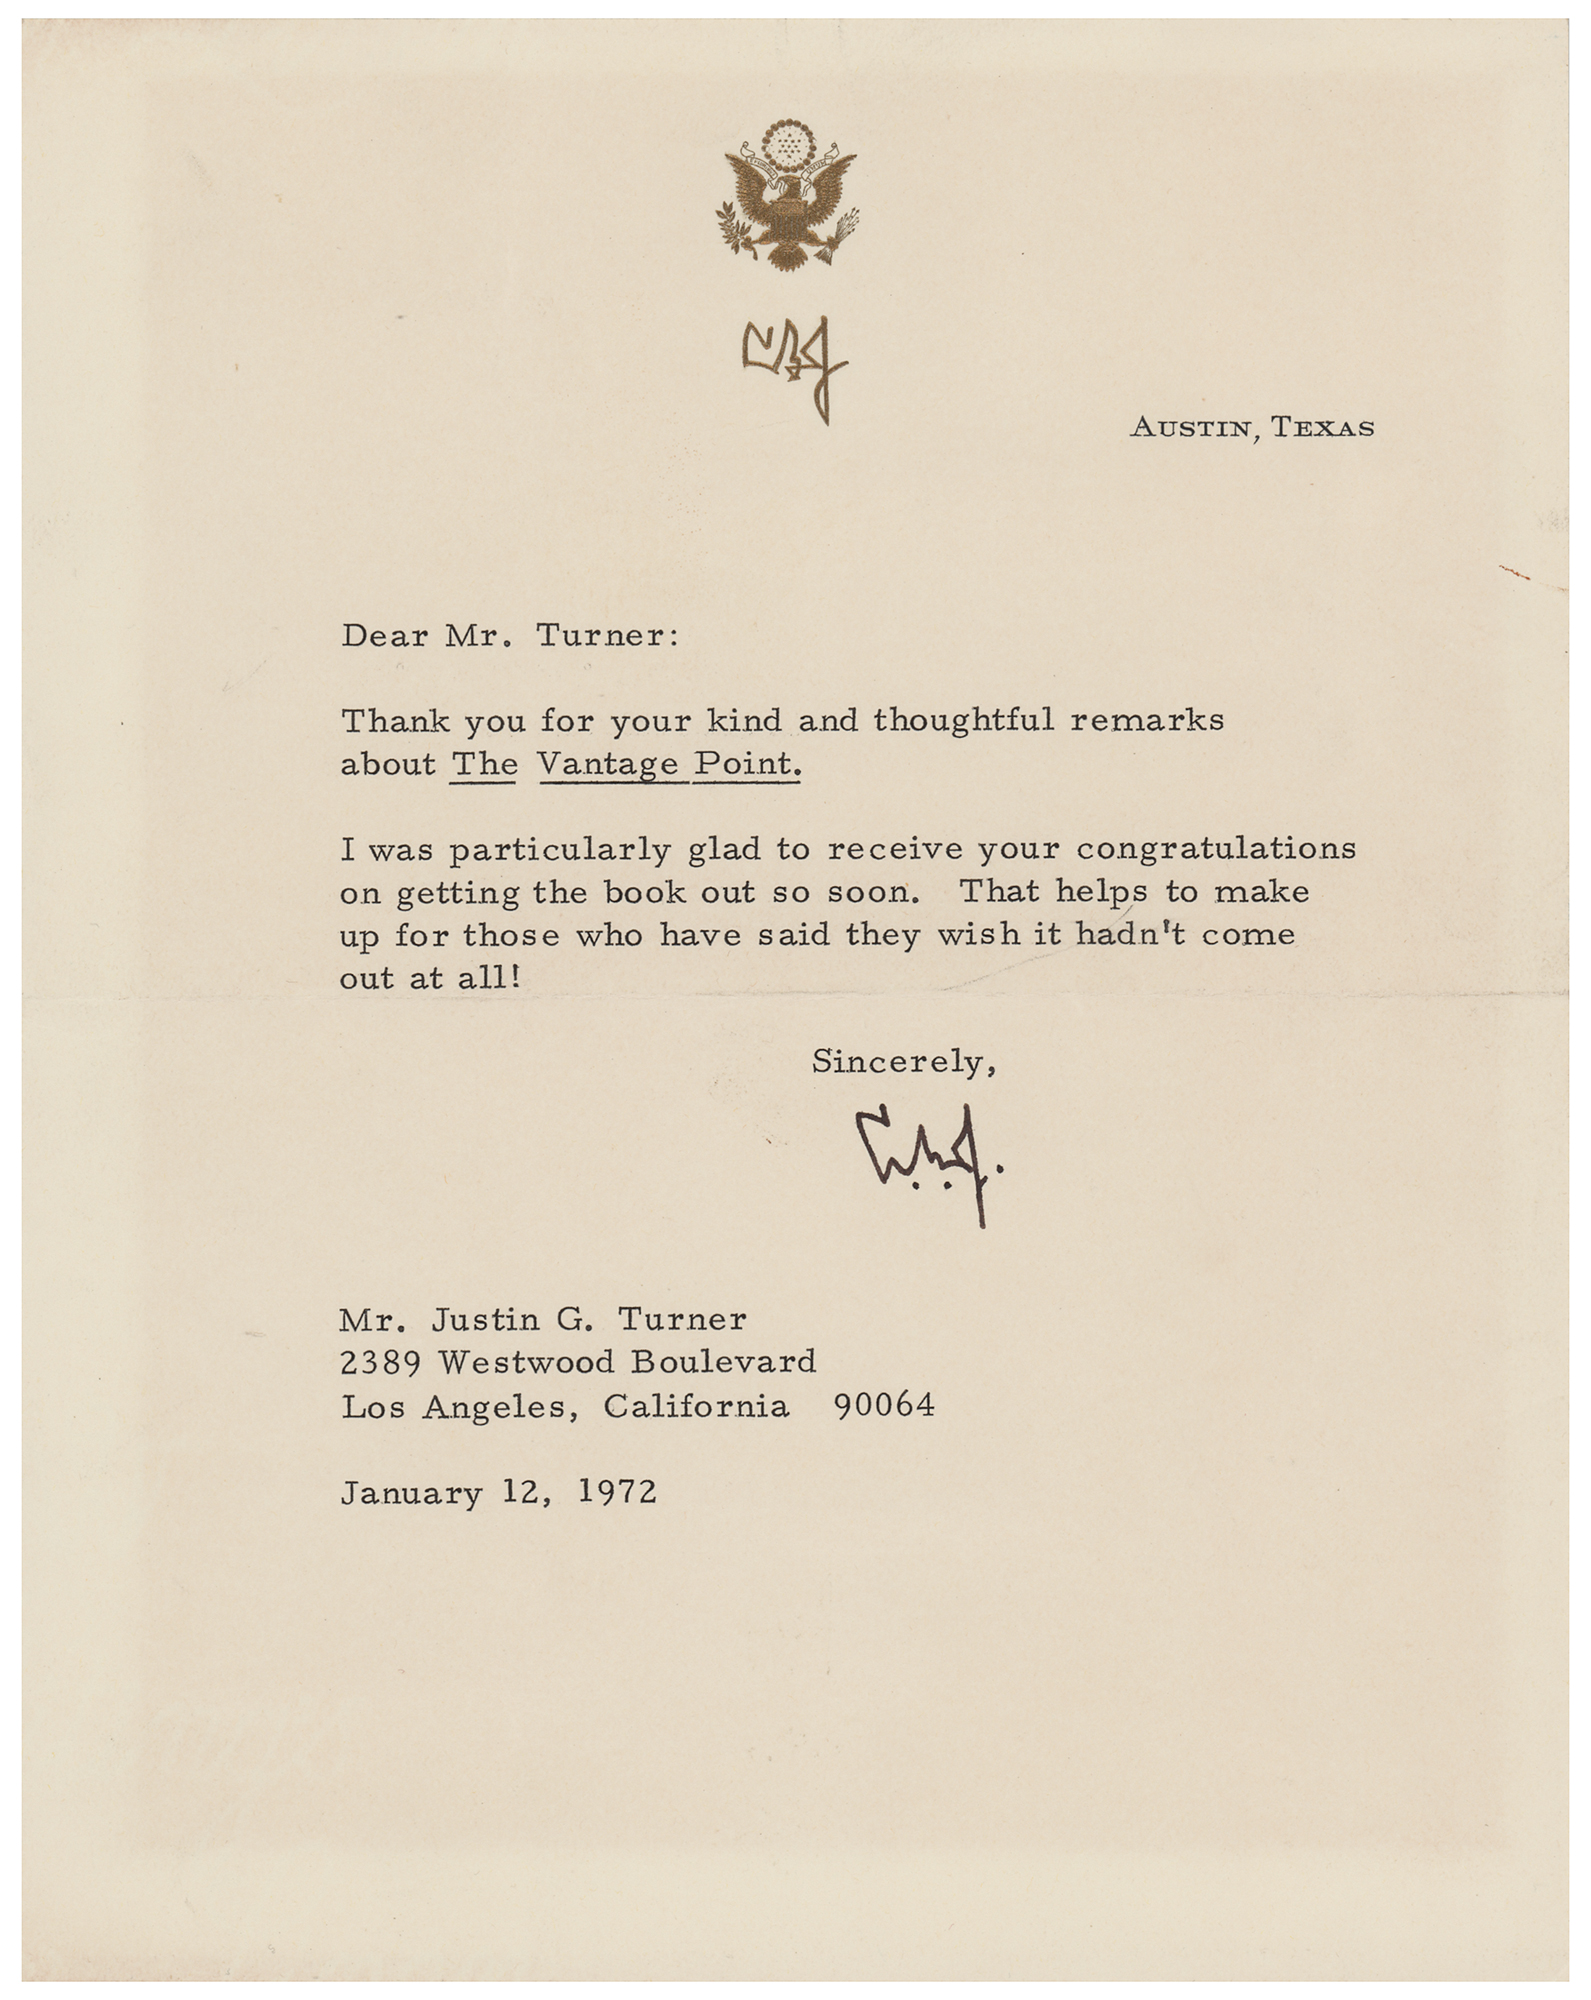 LBJ
AUSTIN, TEXAS
Dear Mr. Turner:
Thank you for your kind and thoughtful remarks
about The Vantage Point.
I was particularly glad to receive your congratulations
on getting the book out so soon. That helps to make
up for those who have said they wish it hadn't come
out at all!
Sincerely,
L.B.J.
Mr. Justin G. Turner
2389 Westwood Boulevard
Los Angeles, California 90064
January 12, 1972